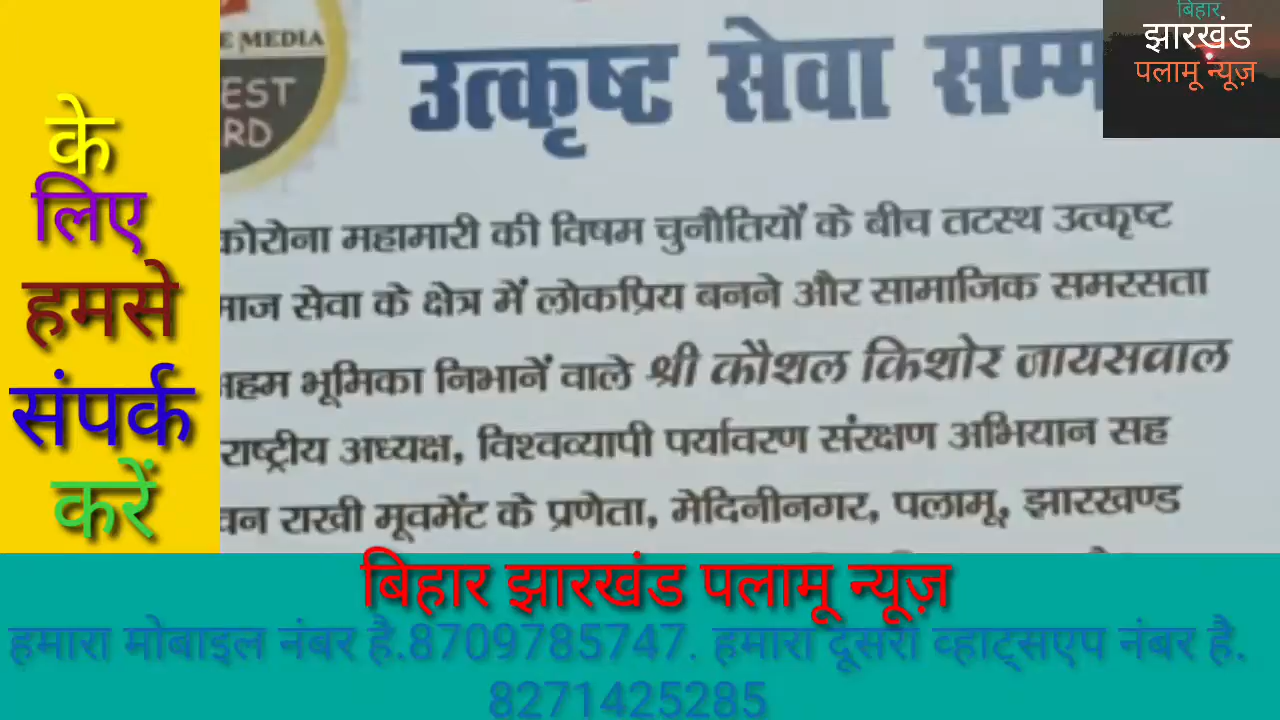 के
लिए
हमसे
संपर्क
करें
E MEDIA
EST
RD
उत्कृष्ट सेवा सम्म
बिहार
झारखंड
पलामू न्यूज़
कोरोना महामारी की विषम चुनौतियों के बीच तटस्थ उत्कृष्ट
माज सेवा के क्षेत्र में लोकप्रिय बनने और सामाजिक समरसता
अहम भूमिका निभानें वाले श्री कौशल किशोर जायसवाल
राष्ट्रीय अध्यक्ष, विश्वव्यापी पर्यावरण संरक्षण अभियान सह
वन राखी मूवमेंट के प्रणेता, मेदिनीनगर, पलामू, झारखण्ड
बिहार झारखंड पलामू न्यूज़
हमारा मोबाइल नंबर है.8709785747. हमारा दूसरा व्हाट्सएप नंबर है.
8271425285